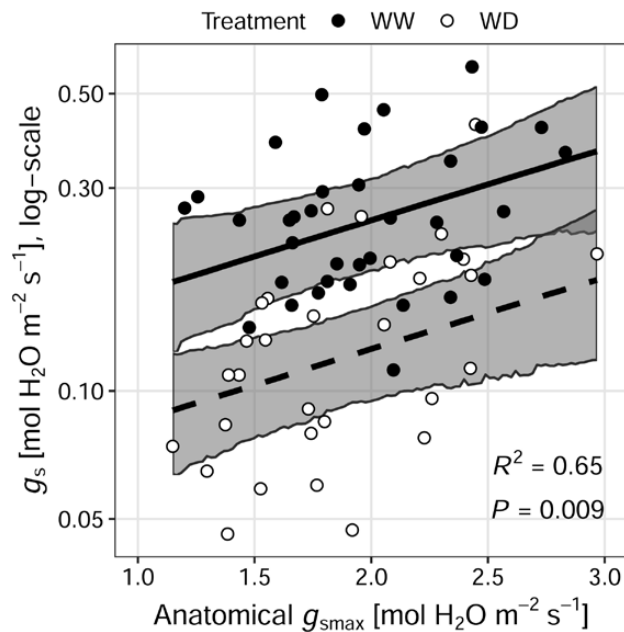 Treatment ● WW ○ WD
gₛ [mol H₂O m⁻² s⁻¹], log−scale
0.50
0.30
0.10
0.05
R² = 0.65
P = 0.009
1.0 1.5 2.0 2.5 3.0
Anatomical gₛₘₐₓ [mol H₂O m⁻² s⁻¹]